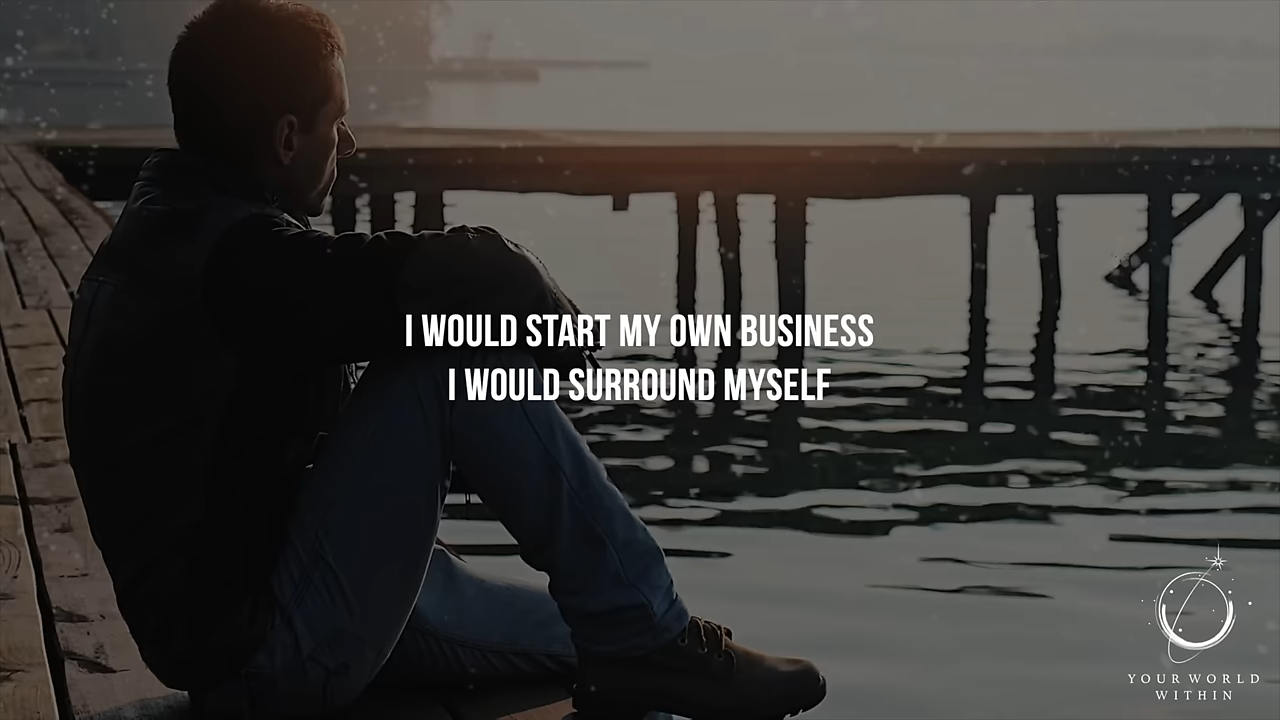 I WOULD START MY OWN BUSINESS
I WOULD SURROUND MYSELF
YOUR WORLD
WITHIN